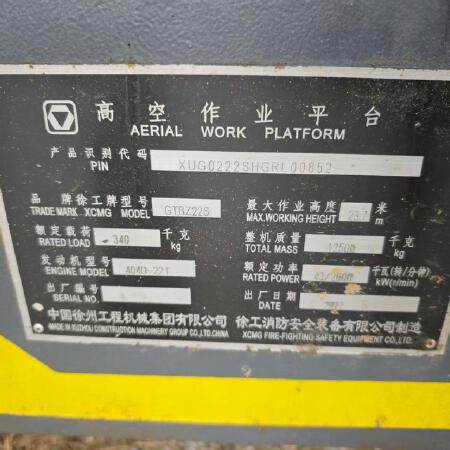 高空作业平台
AERIAL WORK PLATFORM
产品识别代码 XUG0222SHGRL00852
PIN
品牌 徐工牌 型号 GTBZ22S 最大作业高度 23.7 米
TRADE MARK XCMG MODEL MAX.WORKING HEIGHT m
额定载荷 340 千克 整机质量 12500 千克
RATED LOAD kg TOTAL MASS kg
发动机型号 404D-22T 额定功率 千瓦(转/分钟)
ENGINE MODEL RATED POWER kW(r/min)
出厂编号 出厂日期
SERIAL NO. DATE
中国徐州工程机械集团有限公司 徐工消防安全装备有限公司制造
MADE IN XUZHOU CONSTRUCTION MACHINERY GROUP CO.,LTD.CHINA XCMG FIRE-FIGHTING SAFETY EQUIPMENT CO.,LTD.